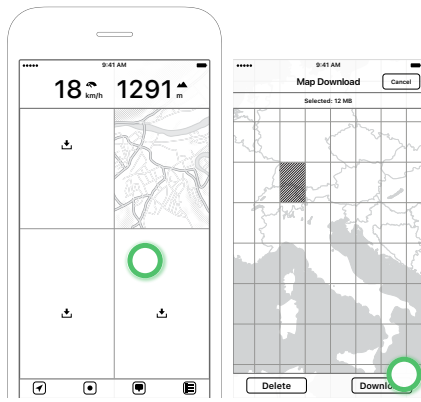 9:41 AM
18 km/h 1291 m
9:41 AM
Map Download
Cancel
Selected: 12 MB
Delete
Downlo